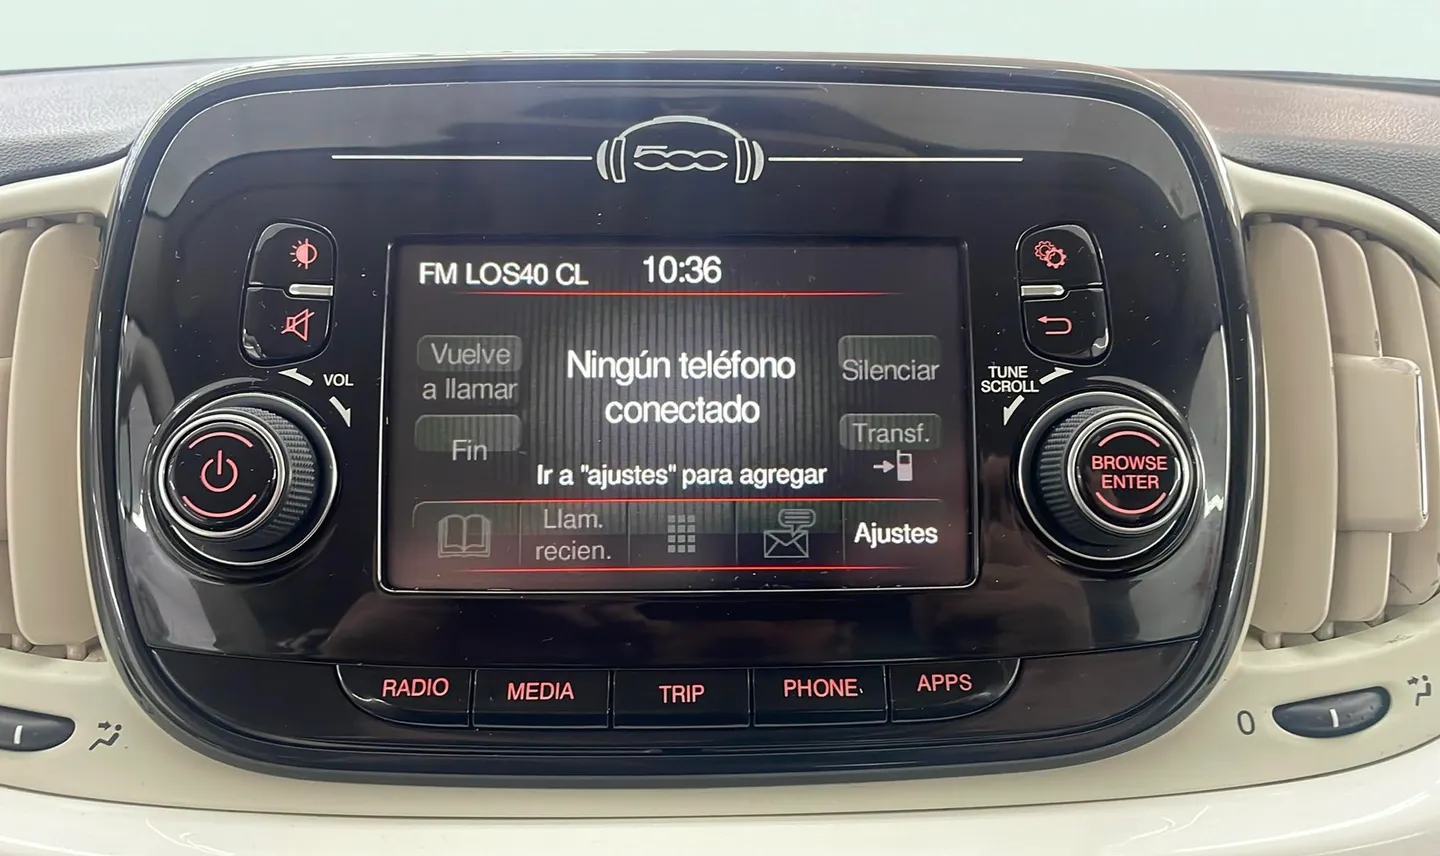 500
FM LOS40 CL 10:36
Vuelve
a llamar
Ningún teléfono
conectado
Silenciar
Fin
Transf.
Ir a "ajustes" para agregar
Llam.
recien.
Ajustes
VOL
TUNE
SCROLL
BROWSE
ENTER
RADIO MEDIA TRIP PHONE APPS
0